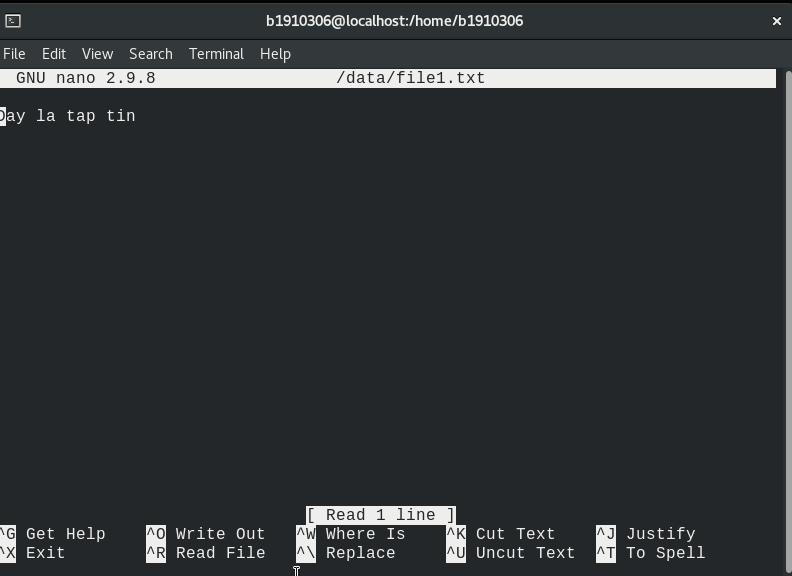 b1910306@localhost:/home/b1910306
File Edit View Search Terminal Help
GNU nano 2.9.8 /data/file1.txt
Day la tap tin
[ Read 1 line ]
^G Get Help ^O Write Out ^W Where Is ^K Cut Text ^J Justify
^X Exit ^R Read File ^\ Replace ^U Uncut Text ^T To Spell